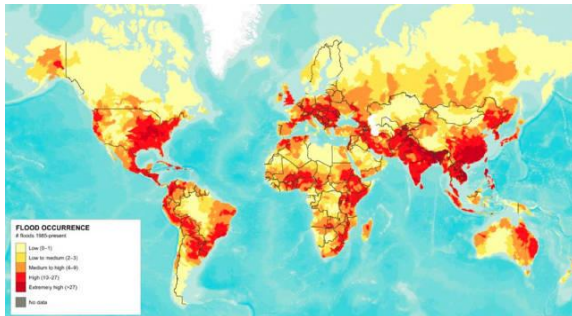 FLOOD OCCURRENCE
# floods 1985-present
Low (0–1)
Low to medium (2–3)
Medium to high (4–9)
High (10–27)
Extremely high (>27)
No data